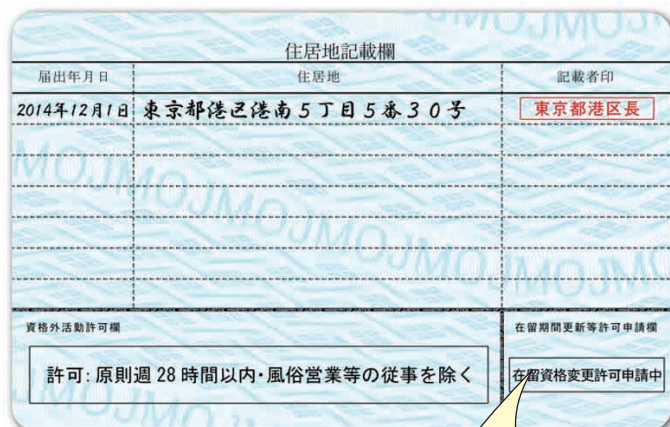 住居地記載欄
届出年月日 住居地 記載者印
2014年12月1日 東京都港区港南5丁目5番30号 東京都港区長
MOJMOJMOJMOJMOJ
資格外活動許可欄 在留期間更新等許可申請欄
許可: 原則週28時間以内・風俗営業等の従事を除く 在留資格変更許可申請中